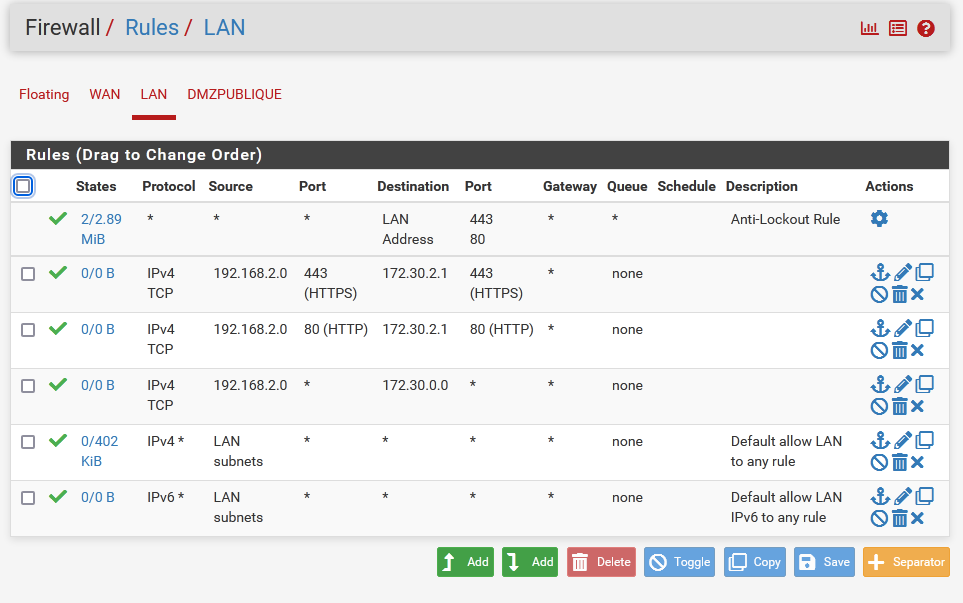 Firewall / Rules / LAN
Floating WAN LAN DMZPUBLIQUE
Rules (Drag to Change Order)
States Protocol Source Port Destination Port Gateway Queue Schedule Description Actions
2/2.89 * * * LAN 443 * * Anti-Lockout Rule
MiB Address 80
0/0 B IPv4 192.168.2.0 443 172.30.2.1 443 * none
TCP (HTTPS) (HTTPS)
0/0 B IPv4 192.168.2.0 80 (HTTP) 172.30.2.1 80 (HTTP) * none
TCP
0/0 B IPv4 192.168.2.0 * 172.30.0.0 * * none
TCP
0/402 IPv4 * LAN * * * * none Default allow LAN
KiB subnets to any rule
0/0 B IPv6 * LAN * * * * none Default allow LAN
subnets IPv6 to any rule
Add Add Delete Toggle Copy Save Separator